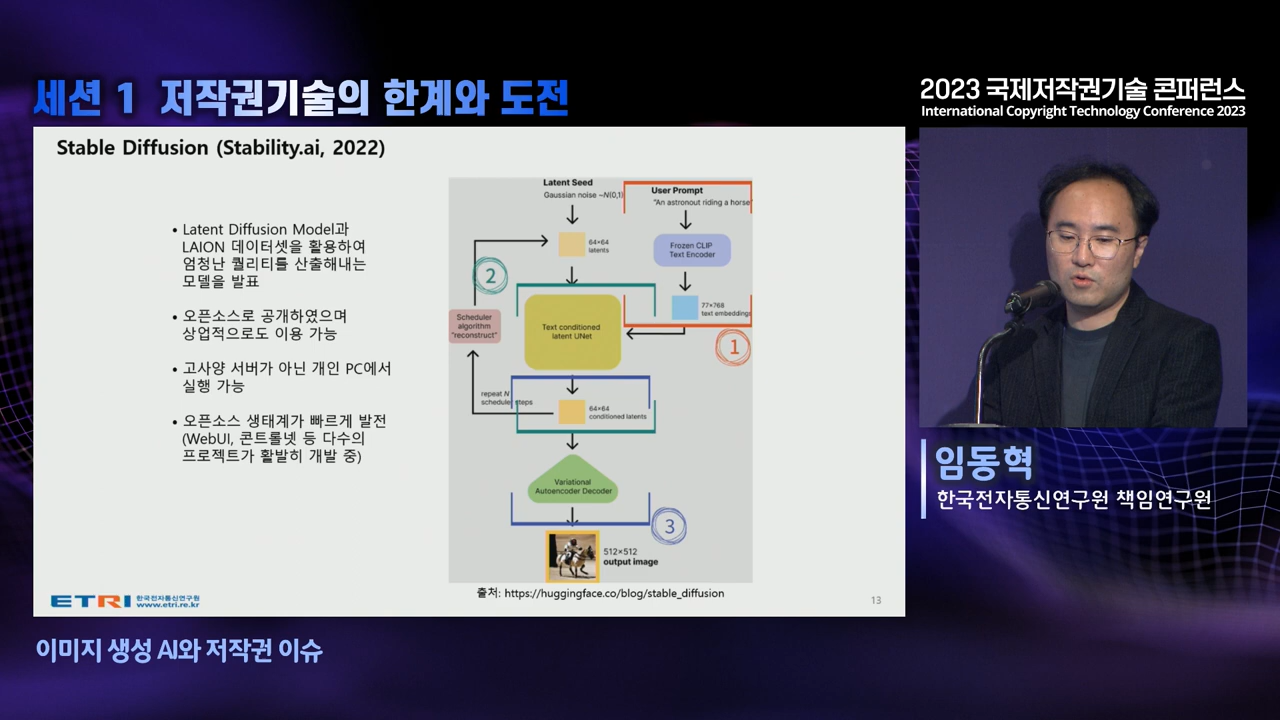 세션 1 저작권기술의 한계와 도전
2023 국제저작권기술 콘퍼런스
International Copyright Technology Conference 2023
Stable Diffusion (Stability.ai, 2022)
• Latent Diffusion Model과
LAION 데이터셋을 활용하여
엄청난 퀄리티를 산출해내는
모델을 발표
• 오픈소스로 공개하였으며
상업적으로도 이용 가능
• 고사양 서버가 아닌 개인 PC에서
실행 가능
• 오픈소스 생태계가 빠르게 발전
(WebUI, 콘트롤넷 등 다수의
프로젝트가 활발히 개발 중)
Latent Seed
Gaussian noise ~N(0,1)
User Prompt
"An astronout riding a horse"
64×64
latents
Frozen CLIP
Text Encoder
2
77×768
text embeddings
Scheduler
algorithm
"reconstruct"
Text conditioned
latent UNet
1
repeat N
scheduler steps
64×64
conditioned latents
Variational
Autoencoder Decoder
3
512×512
output image
출처: https://huggingface.co/blog/stable_diffusion
ETRI 한국전자통신연구원
www.etri.re.kr
13
임동혁
한국전자통신연구원 책임연구원
이미지 생성 AI와 저작권 이슈